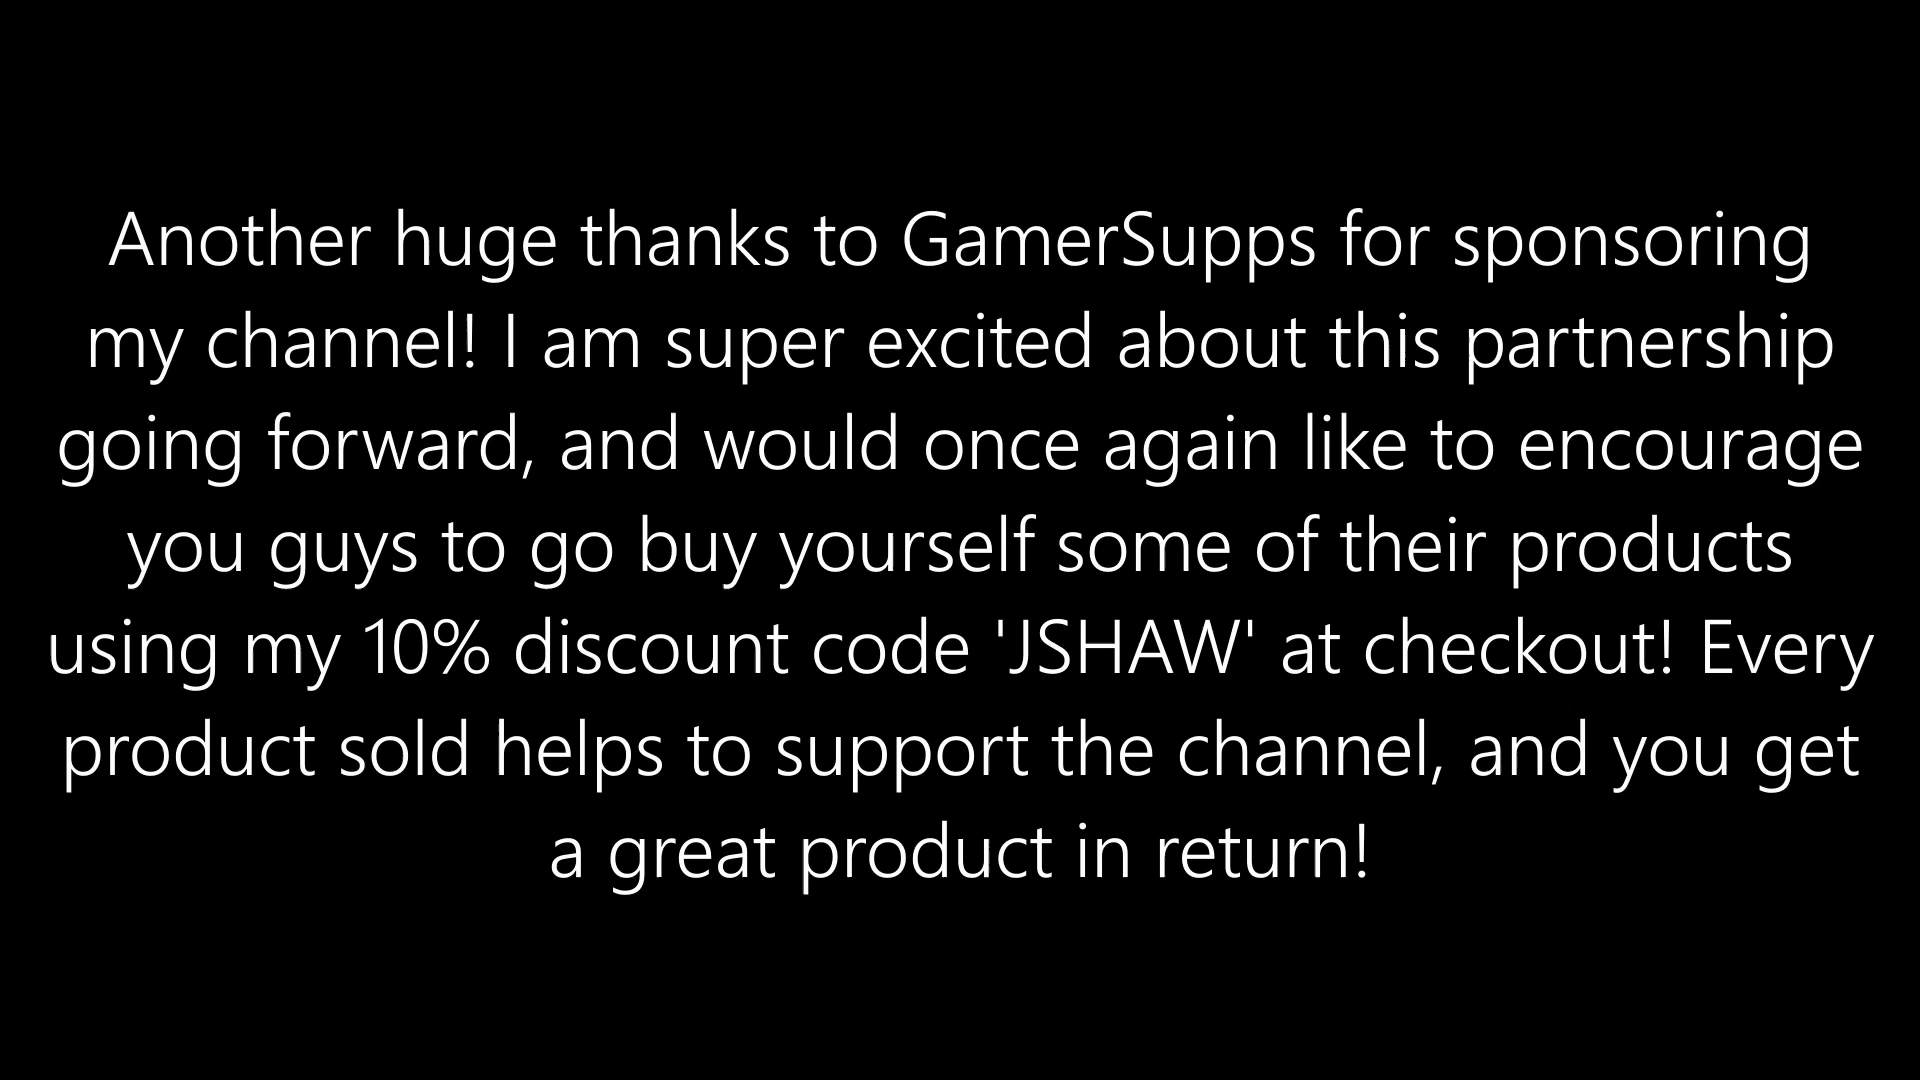 Another huge thanks to GamerSupps for sponsoring
my channel! I am super excited about this partnership
going forward, and would once again like to encourage
you guys to go buy yourself some of their products
using my 10% discount code 'JSHAW' at checkout! Every
product sold helps to support the channel, and you get
a great product in return!